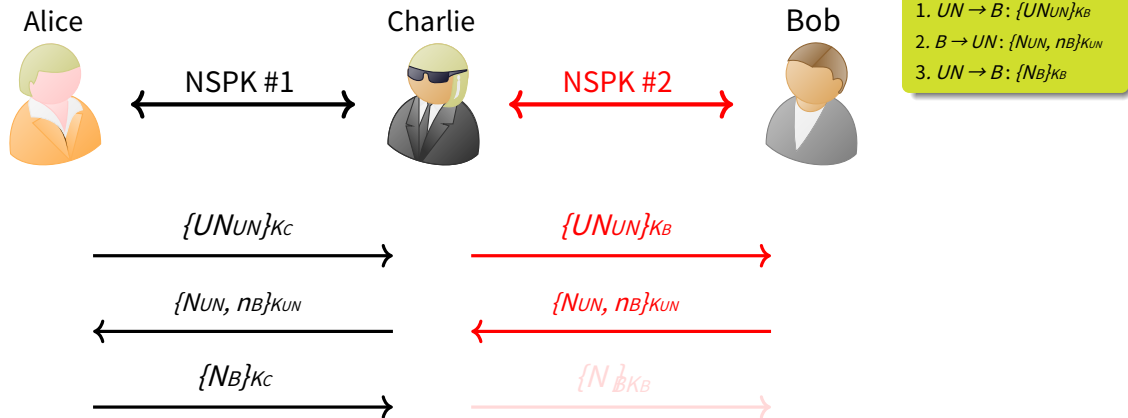 Alice
Charlie
Bob
1. UN → B: {UNUN}KB
2. B → UN: {NUN, nB}KUN
3. UN → B: {NB}KB
NSPK #1
NSPK #2
{UNUN}KC
{UNUN}KB
{NUN, nB}KUN
{NUN, nB}KUN
{NB}KC
{N }BKB